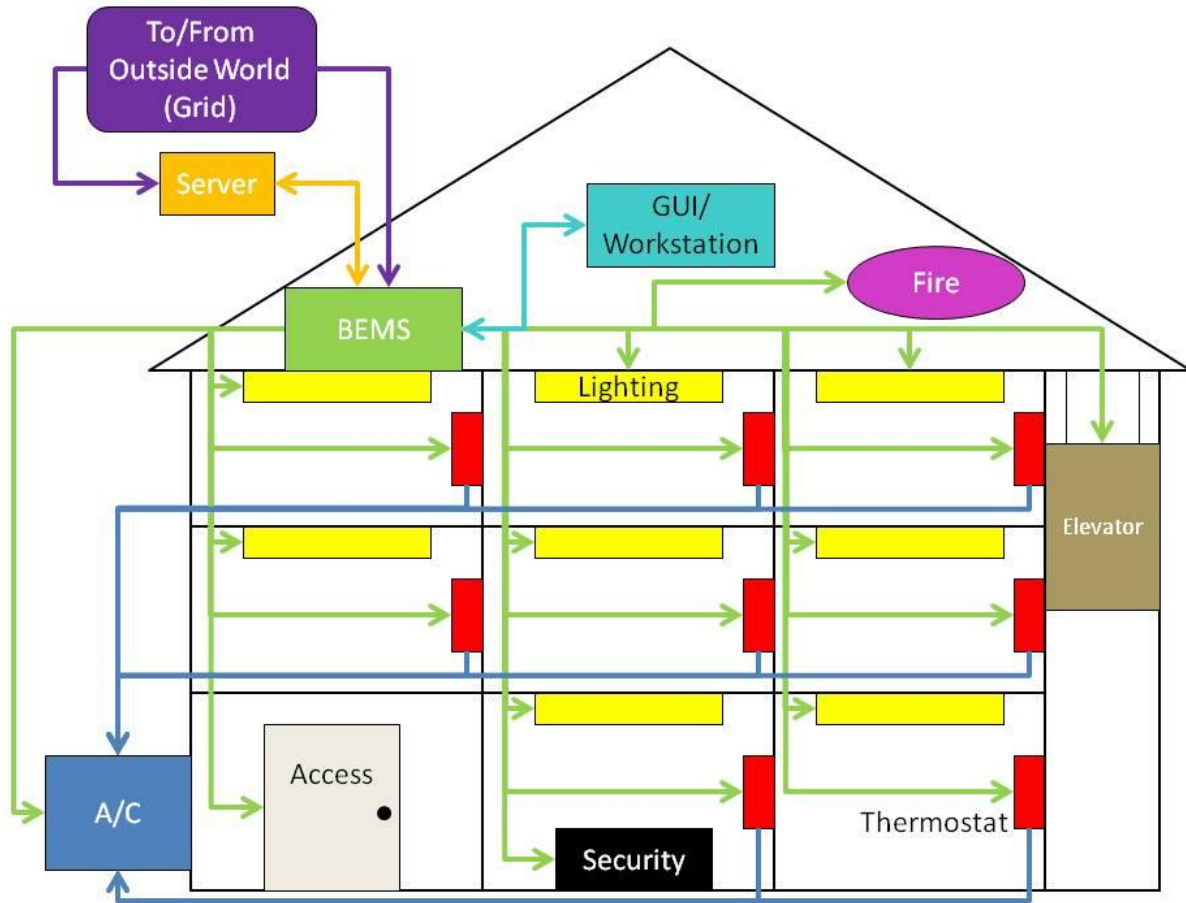 To/From
Outside World
(Grid)
Server
GUI/
Workstation
Fire
BEMS
Lighting
Elevator
Access
A/C
Thermostat
Security